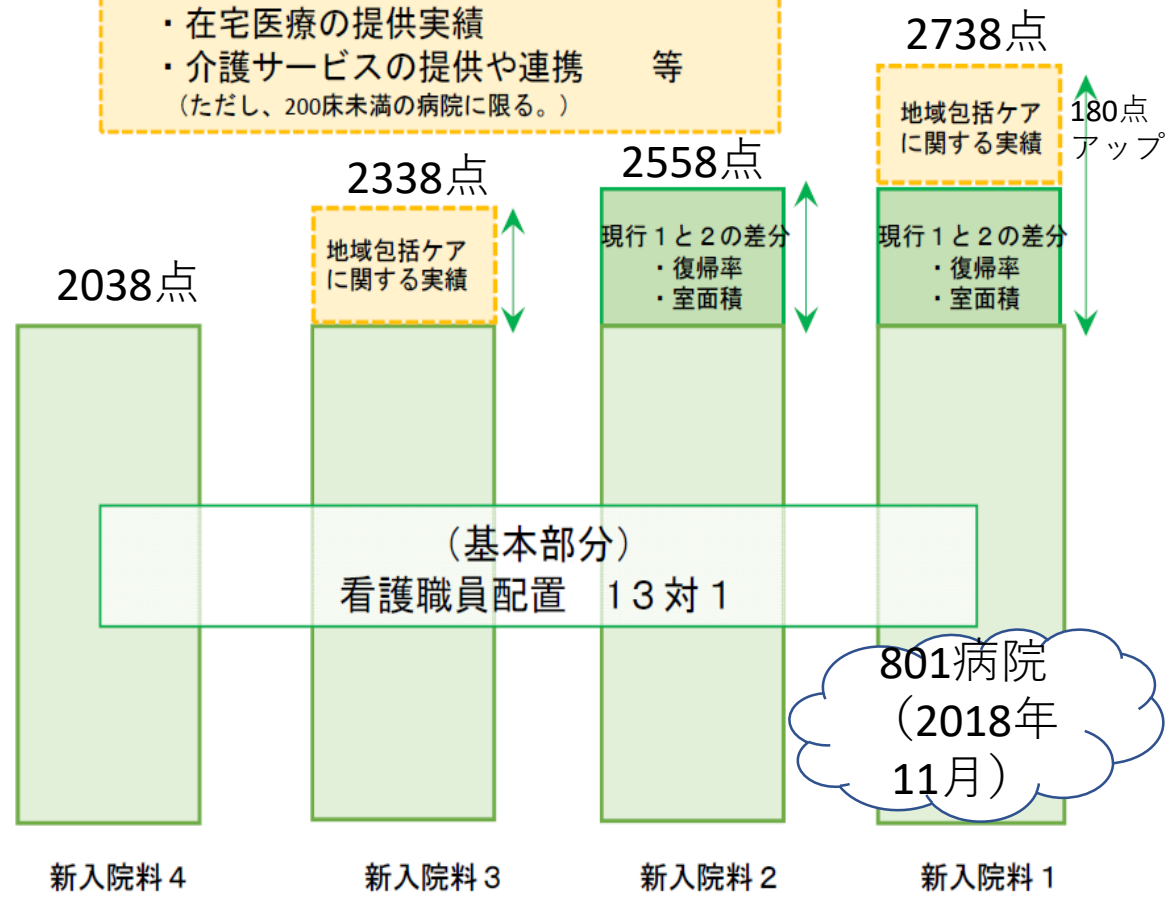 ・在宅医療の提供実績
・介護サービスの提供や連携　　等
（ただし、200床未満の病院に限る。）
2738点
地域包括ケア
に関する実績
180点
アップ
2558点
現行１と２の差分
・復帰率
・室面積
現行１と２の差分
・復帰率
・室面積
2338点
地域包括ケア
に関する実績
2038点
（基本部分）
看護職員配置　１３対１
801病院
（2018年
11月）
新入院料４
新入院料３
新入院料２
新入院料１